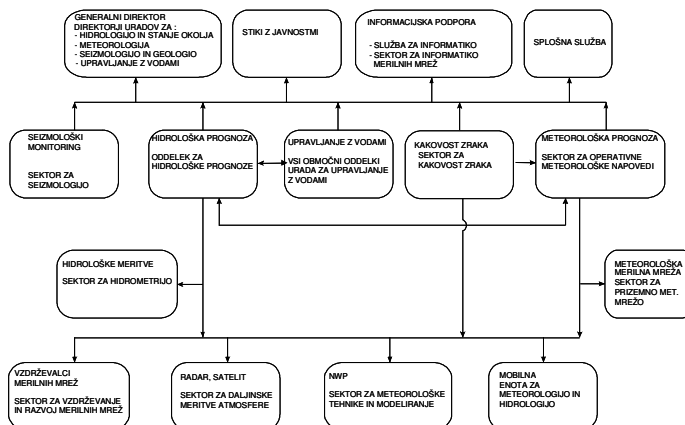 GENERALNI DIREKTOR
DIREKTORJI URADOV ZA :
- HIDROLOGIJO IN STANJE OKOLJA
- METEOROLOGIJA
- SEIZMOLOGIJO IN GEOLOGIO
- UPRAVLJANJE Z VODAMI
STIKI Z JAVNOSTMI
INFORMACIJSKA PODPORA
- SLUŽBA ZA INFORMATIKO
- SEKTOR ZA INFORMATIKO
MERILNIH MREŽ
SPLOŠNA SLUŽBA
SEIZMOLOŠKI
MONITORING
SEKTOR ZA
SEIZMOLOGIJO
HIDROLOŠKA PROGNOZA
ODDELEK ZA
HIDROLOŠKE PROGNOZE
UPRAVLJANJE Z VODAMI
VSI OBMOČNI ODDELKI
URADA ZA UPRAVLJANJE
Z VODAMI
KAKOVOST ZRAKA
SEKTOR ZA
KAKOVOST ZRAKA
METEOROLOŠKA PROGNOZA
SEKTOR ZA OPERATIVNE
METEOROLOŠKE NAPOVEDI
HIDROLOŠKE MERITVE
SEKTOR ZA HIDROMETRIJO
METEOROLOŠKA
MERILNA MREŽA
SEKTOR ZA
PRIZEMNO MET.
MREŽO
VZDRŽEVALCI
MERILNIH MREŽ
SEKTOR ZA VZDRŽEVANJE
IN RAZVOJ MERILNIH MREŽ
RADAR, SATELIT
SEKTOR ZA DALJINSKE
MERITVE ATMOSFERE
NWP
SEKTOR ZA METEOROLOŠKE
TEHNIKE IN MODELIRANJE
MOBILNA
ENOTA ZA
METEOROLOGIJO IN
HIDROLOGIJO